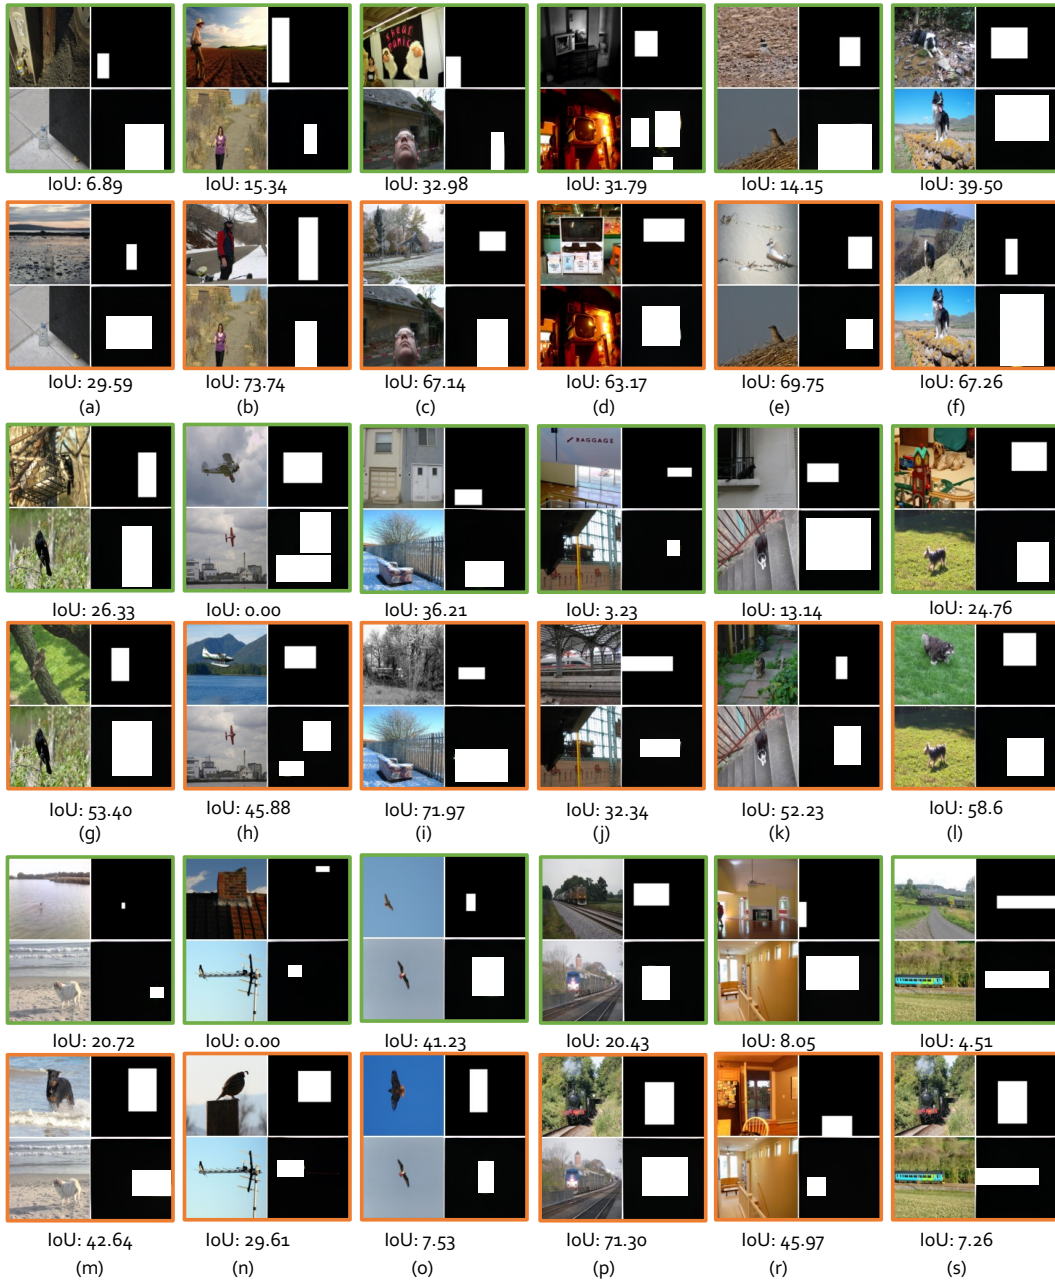 SHEAR
PANIC
IoU: 6.89 IoU: 15.34 IoU: 32.98 IoU: 31.79 IoU: 14.15 IoU: 39.50
IoU: 29.59 IoU: 73.74 IoU: 67.14 IoU: 63.17 IoU: 69.75 IoU: 67.26
(a) (b) (c) (d) (e) (f)
BAGGAGE
IoU: 26.33 IoU: 0.00 IoU: 36.21 IoU: 3.23 IoU: 13.14 IoU: 24.76
IoU: 53.40 IoU: 45.88 IoU: 71.97 IoU: 32.34 IoU: 52.23 IoU: 58.6
(g) (h) (i) (j) (k) (l)
IoU: 20.72 IoU: 0.00 IoU: 41.23 IoU: 20.43 IoU: 8.05 IoU: 4.51
IoU: 42.64 IoU: 29.61 IoU: 7.53 IoU: 71.30 IoU: 45.97 IoU: 7.26
(m) (n) (o) (p) (r) (s)